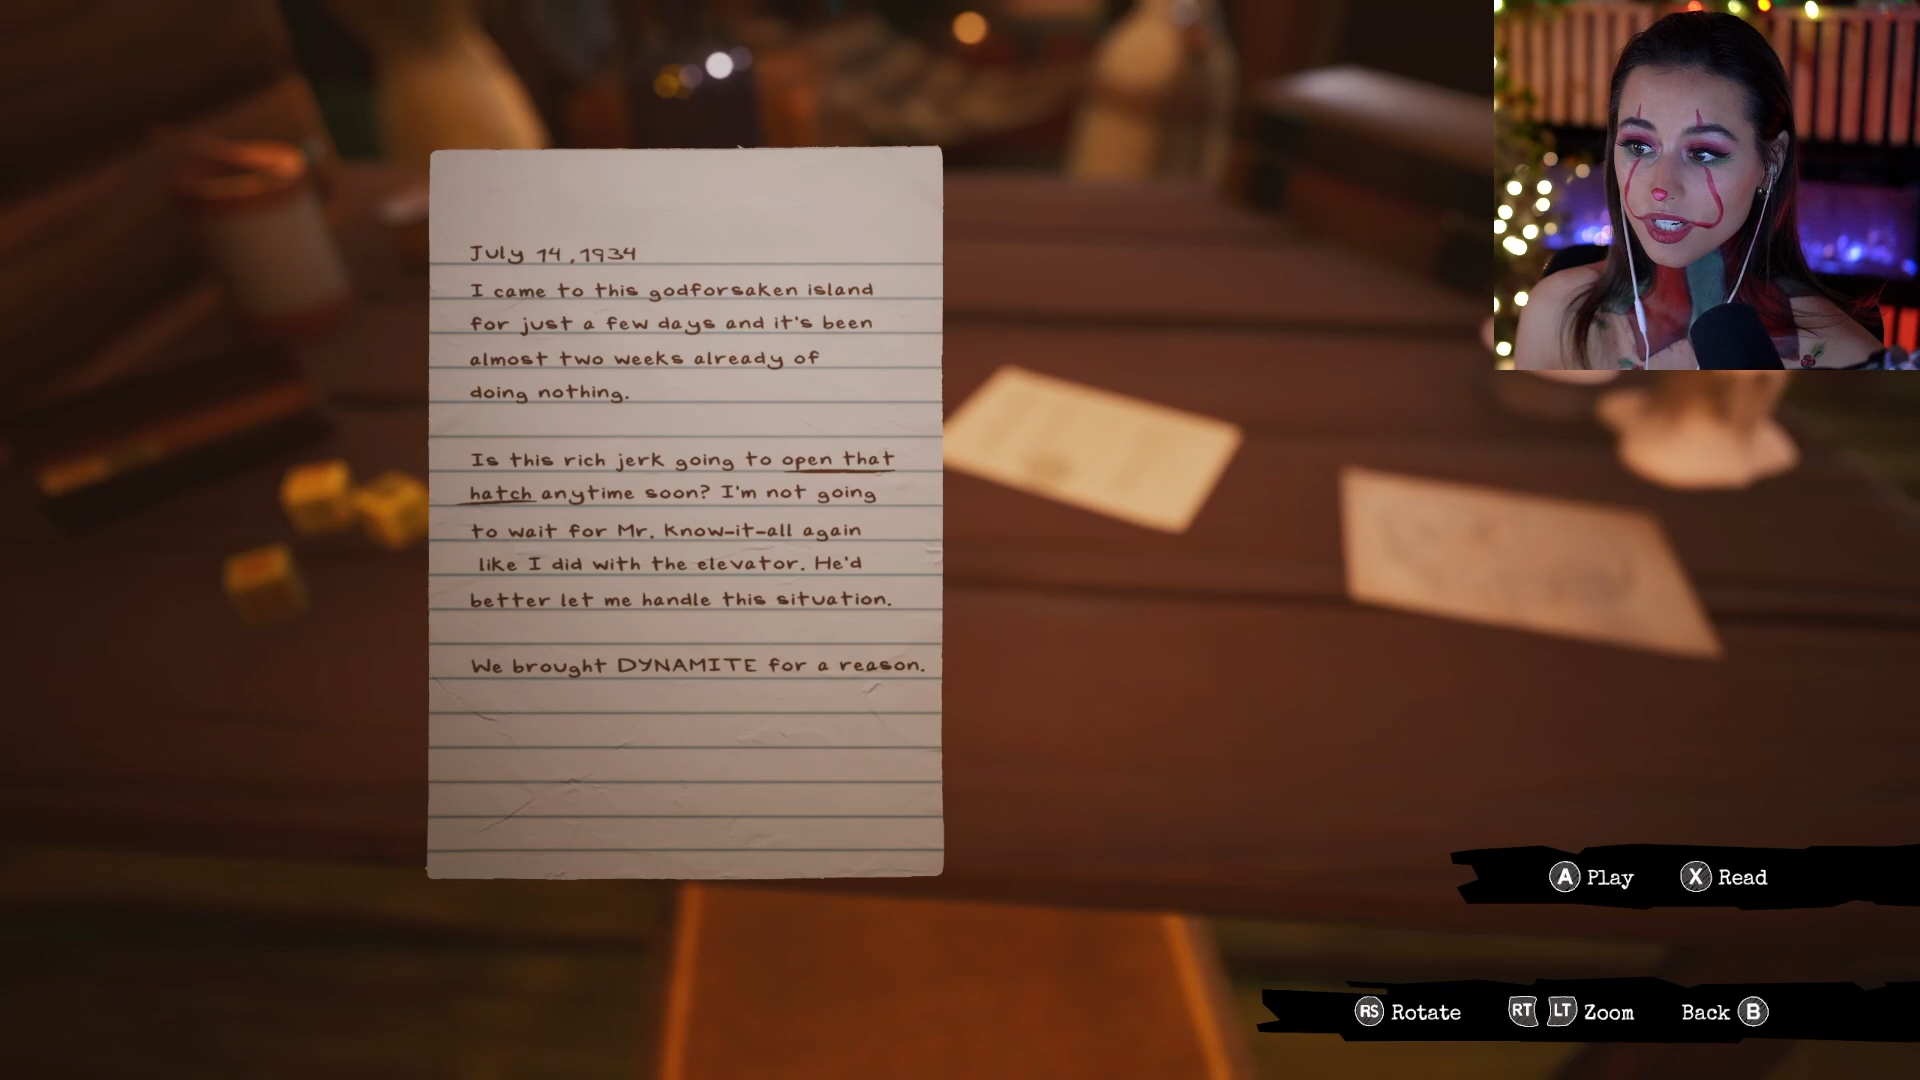 July 14, 1934
I came to this godforsaken island
for just a few days and it's been
almost two weeks already of
doing nothing.
Is this rich jerk going to open that
hatch anytime soon? I'm not going
to wait for Mr. Know-it-all again
like I did with the elevator. He'd
better let me handle this situation.
We brought DYNAMITE for a reason.
A Play X Read
RS Rotate RT LT Zoom Back B